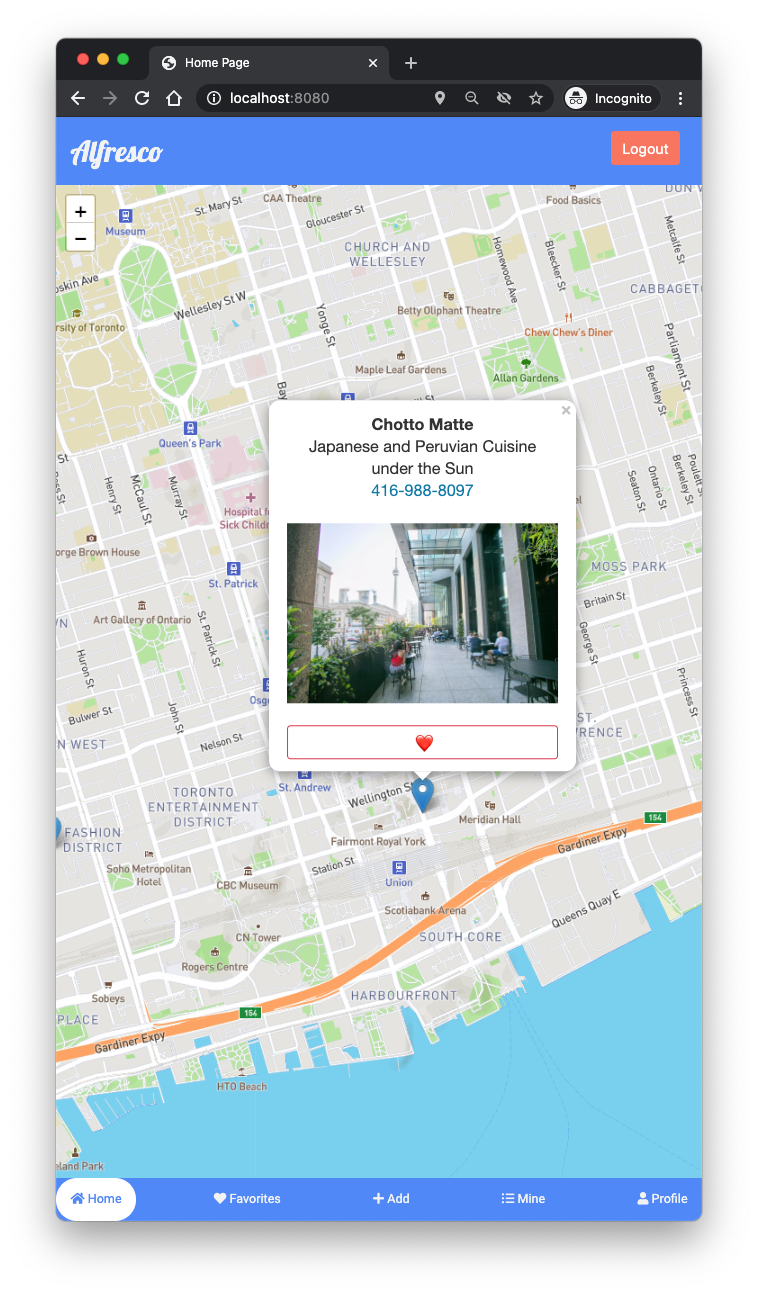 Home Page
localhost:8080
Incognito
Alfresco
Logout
+
−
CAA Theatre
St. Mary St
Gloucester St
Food Basics
DON V
Museum
CHURCH AND
WELLESLEY
Homewood Ave
Bleecker St
Metcalfe St
oskin Ave
Wellesley St W
Yonge St
Betty Oliphant Theatre
CABBAGET
rsity of Toronto
Chew Chew's Diner
Parliament St
Maple Leaf Gardens
Allan Gardens
Berkeley St
Bay
Queen's Park
Chotto Matte
Japanese and Peruvian Cuisine
under the Sun
416-988-8097
St
McCaul St
Murray St
Hospital f
Sick Childr
Seaton St
Ontario St
Berkeley St
Poulett St
orge Brown House
St. Patrick
MOSS PARK
Britain St
Art Gallery of Ontario
St. Patrick St
George St
Huron St
Princess St
Osg
John St
Bulwer St
Nelson St
N WEST
ST.
RENCE
St. Andrew
TORONTO
ENTERTAINMENT
DISTRICT
Wellington St
Meridian Hall
154
FASHION
DISTRICT
Fairmont Royal York
Gardiner Expy
Soho Metropolitan
Hotel
Station St
CBC Museum
Union
Scotiabank Arena
Queens Quay E
CN Tower
SOUTH CORE
Rogers Centre
Sobeys
HARBOURFRONT
PLACE
154
Gardiner Expy
HTO Beach
eland Park
Home
Favorites
Add
Mine
Profile